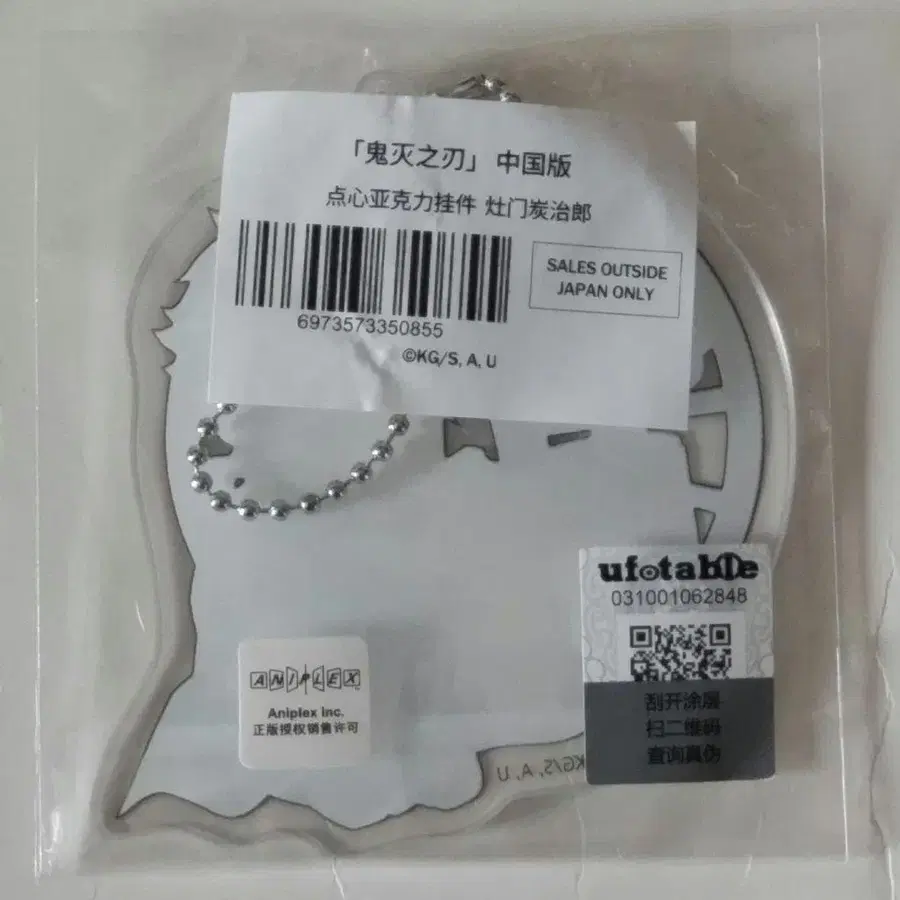 「鬼灭之刃」 中国版
点心亚克力挂件 灶门炭治郎
6973573350855
SALES OUTSIDE
JAPAN ONLY
©KG/S, A, U
ufotable
031001062848
刮开涂层
扫二维码
查询真伪
ANIPLEX™
Aniplex Inc.
正版授权销售许可
KG/S, A, U